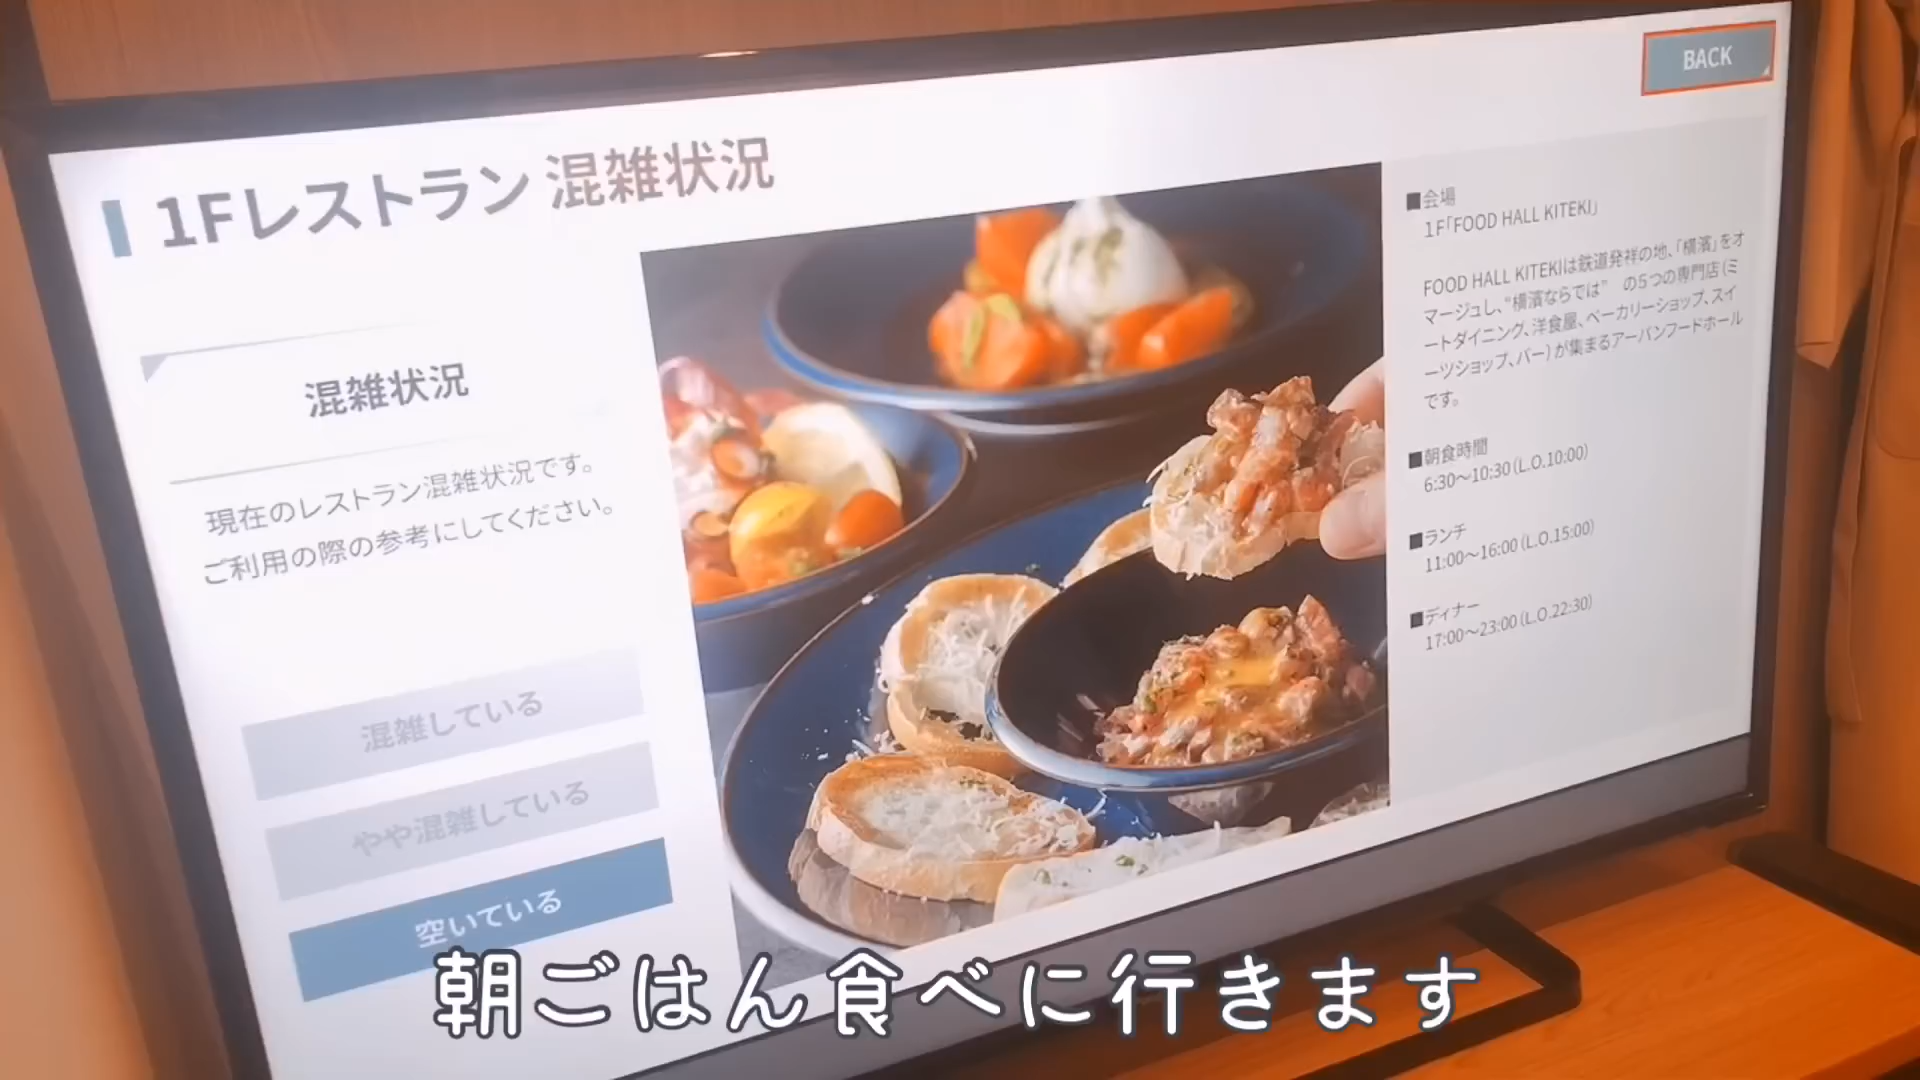 BACK
1Fレストラン 混雑状況
混雑状況
現在のレストラン混雑状況です。
ご利用の際の参考にしてください。
混雑している
やや混雑している
空いている
■会場
1F「FOOD HALL KITEKI」
FOOD HALL KITEKIは鉄道発祥の地、「横濱」をオ
マージュし、“横濱ならでは” の5つの専門店(ミ
ートダイニング、洋食屋、ベーカリーショップ、スイ
ーツショップ、バー)が集まるアーバンフードホール
です。
■朝食時間
6:30～10:30(L.O.10:00)
■ランチ
11:00～16:00(L.O.15:00)
■ディナー
17:00～23:00(L.O.22:30)
朝ごはん食べに行きます